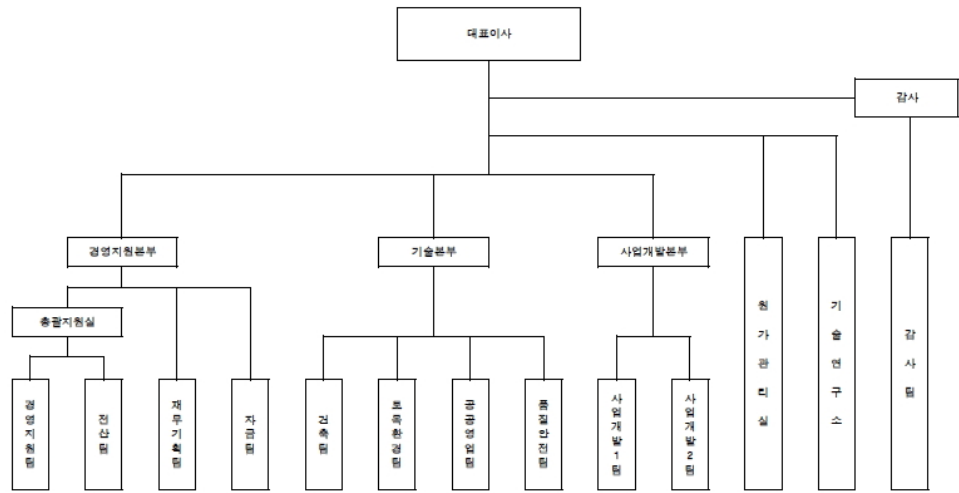 대표이사
감사
경영지원본부
기술본부
사업개발본부
총괄지원실
경영지원팀
전산팀
재무기획팀
자금팀
건축팀
토목환경팀
공공영업팀
품질안전팀
사업개발1팀
사업개발2팀
원가관리실
기술연구소
감사팀